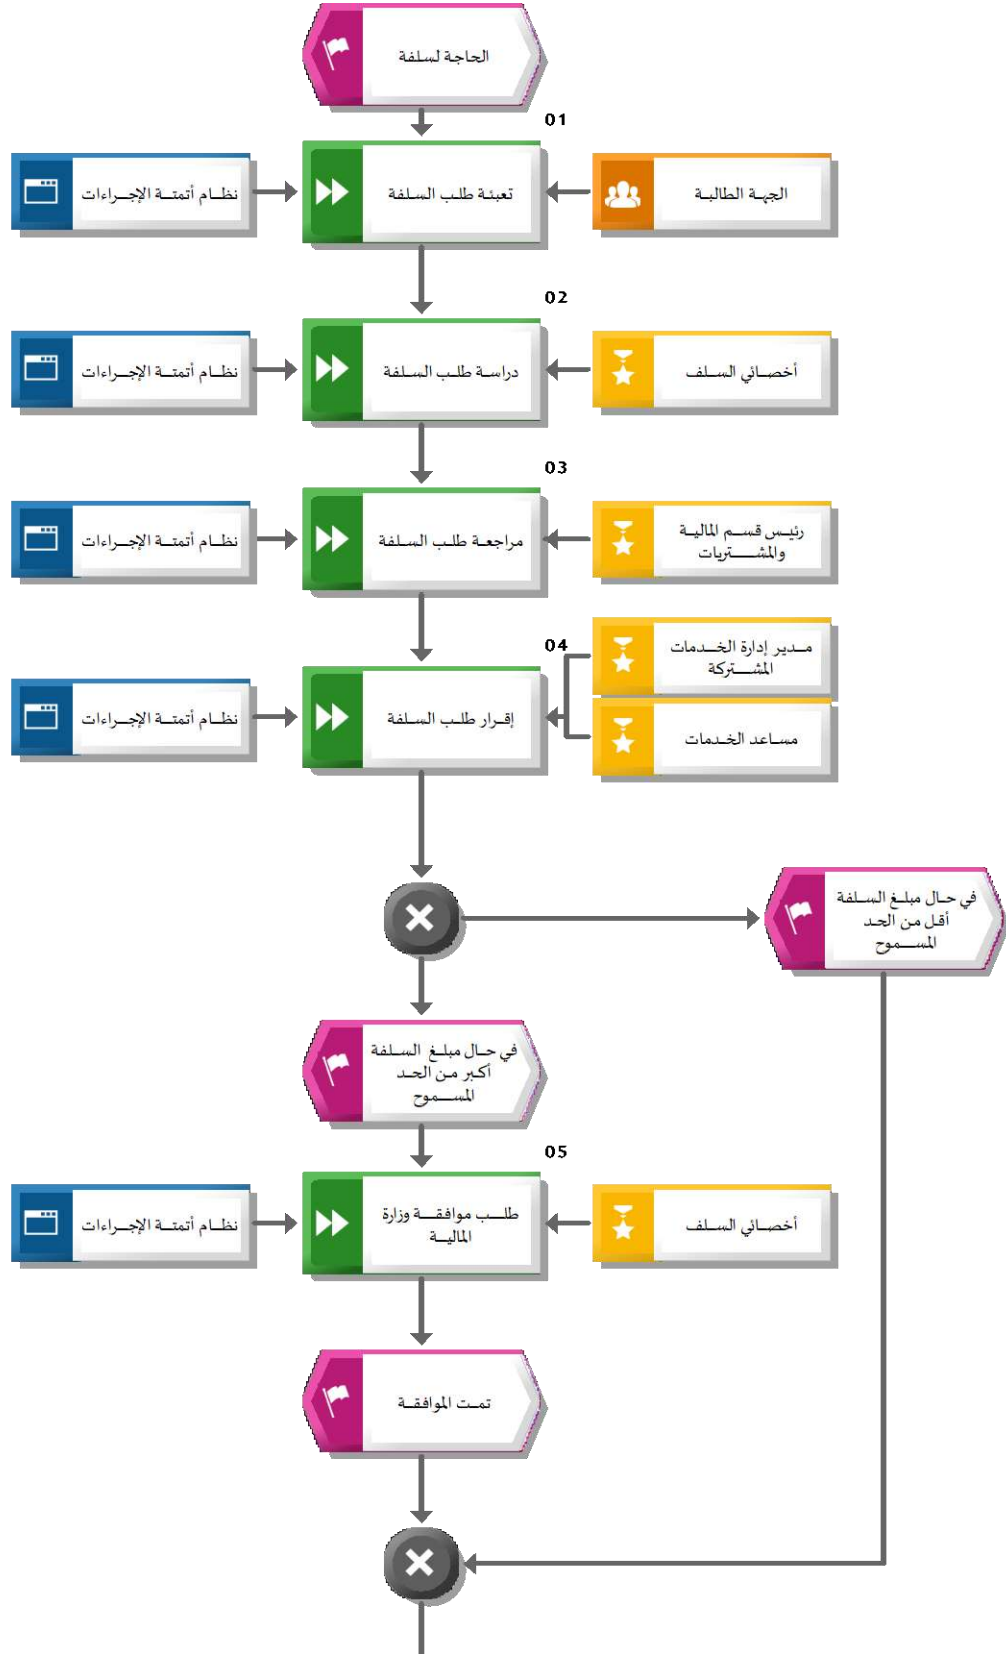 الحاجة لسلفة
01
الجهة الطالبة
تعبئة طلب السلفة
نظام أتمتة الإجراءات
02
أخصائي السلف
دراسة طلب السلفة
نظام أتمتة الإجراءات
03
رئيس قسم المالية
والمشتريات
مراجعة طلب السلفة
نظام أتمتة الإجراءات
04
مدير إدارة الخدمات
المشتركة
مساعد الخدمات
إقرار طلب السلفة
نظام أتمتة الإجراءات
في حال مبلغ السلفة
أقل من الحد
المسموح
في حال مبلغ السلفة
أكبر من الحد
المسموح
05
أخصائي السلف
طلب موافقة وزارة
المالية
نظام أتمتة الإجراءات
تمت الموافقة